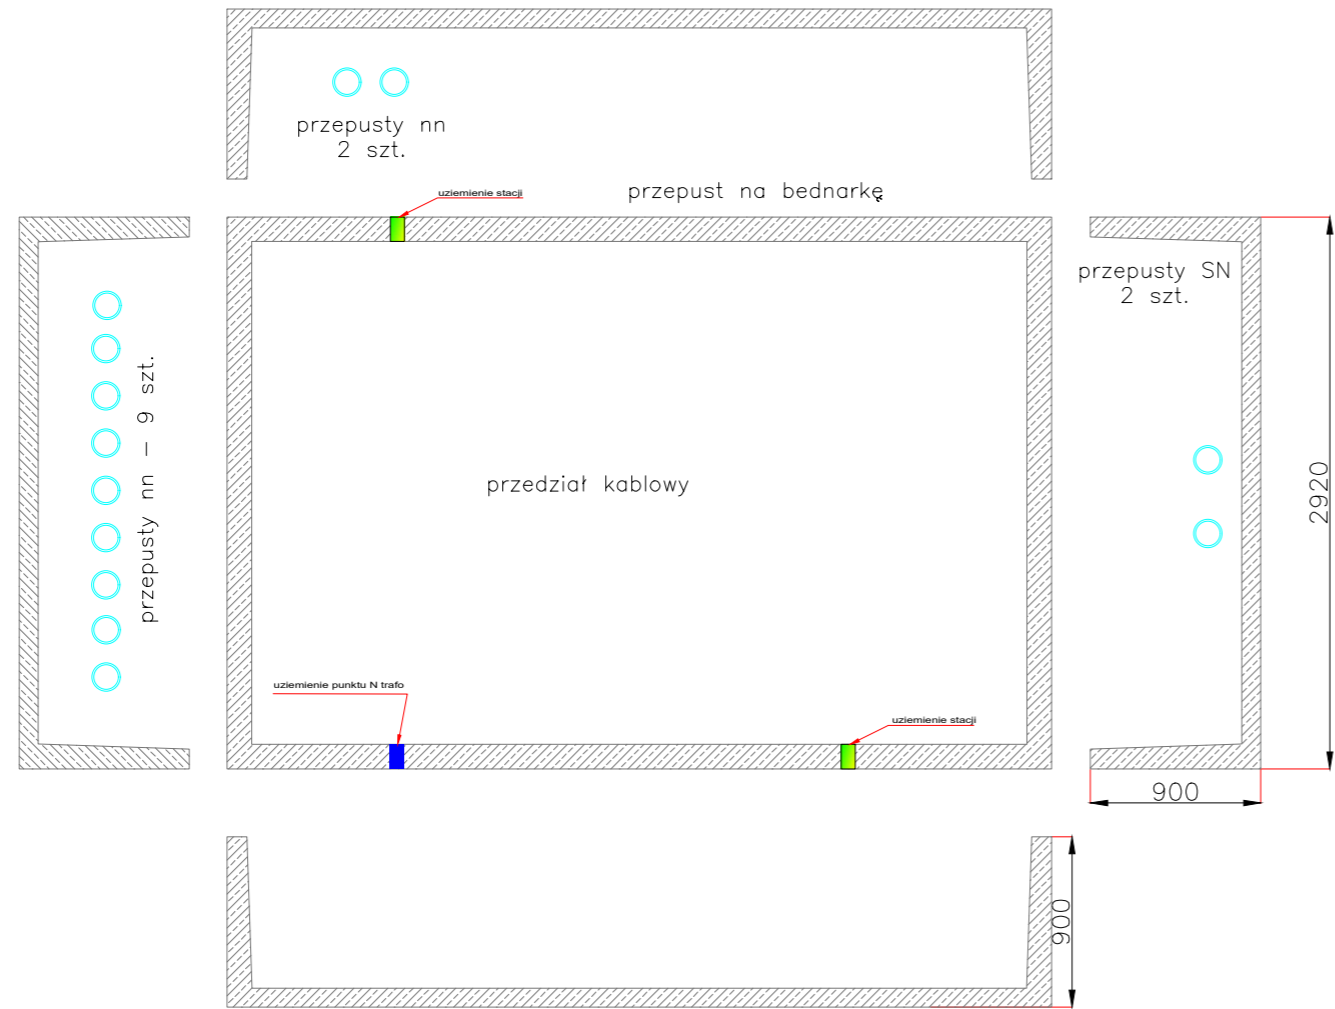 przepusty nn
2 szt.
uziemienie stacji
przepust na bednarkę
przepusty SN
2 szt.
przepusty nn – 9 szt.
przedział kablowy
2920
uziemienie punktu N trafo
uziemienie stacji
900
900